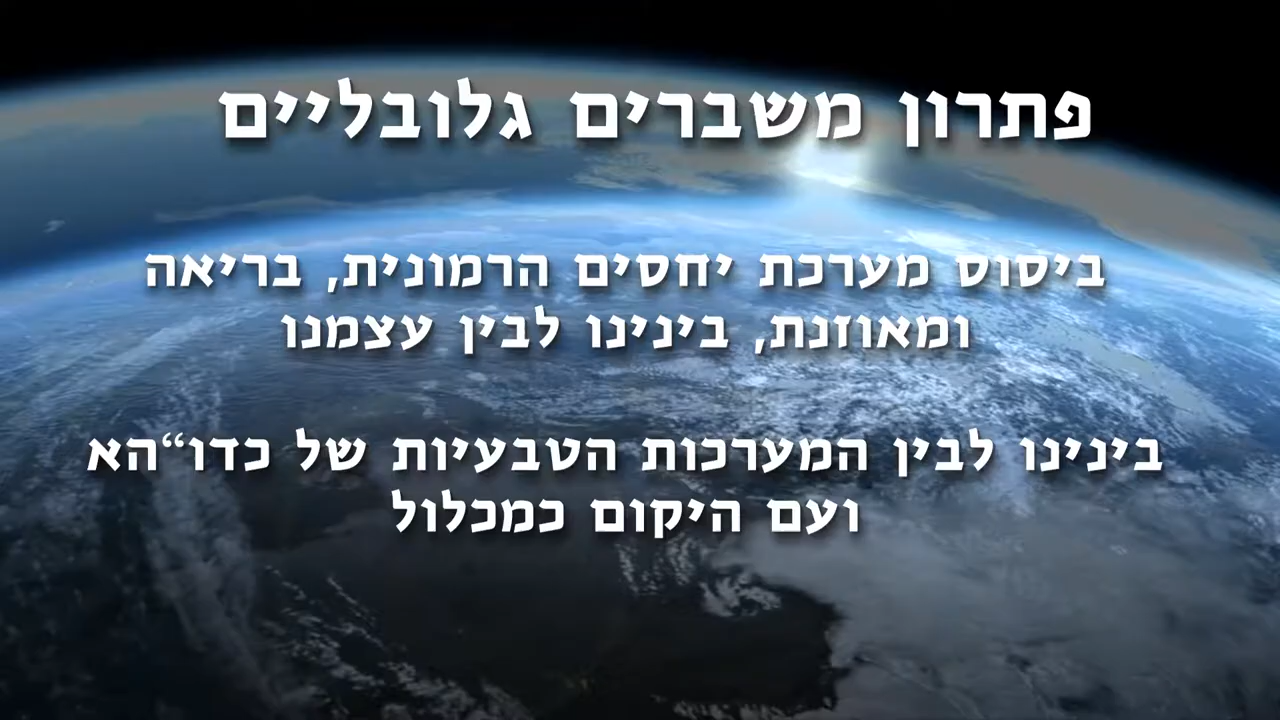 פתרון משברים גלובליים
ביסוס מערכת יחסים הרמונית, בריאה
ומאוזנת, בינינו לבין עצמנו
בינינו לבין המערכות הטבעיות של כדו“הא
ועם היקום כמכלול